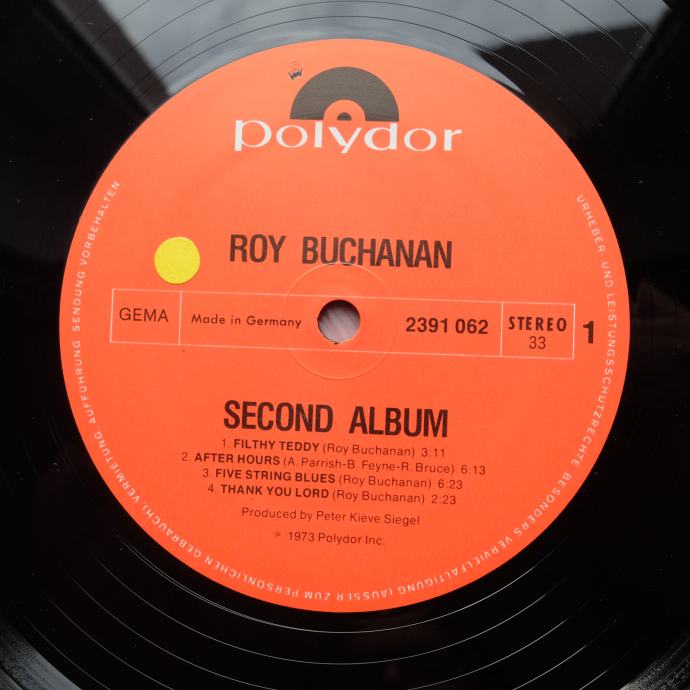 polydor
ROY BUCHANAN
GEMA
Made in Germany
2391 062
STEREO
33
1
SECOND ALBUM
1. FILTHY TEDDY (Roy Buchanan) 3:11
2. AFTER HOURS (A. Parrish-B. Feyne-R. Bruce) 6:13
3. FIVE STRING BLUES (Roy Buchanan) 6:23
4. THANK YOU LORD (Roy Buchanan) 2:23
Produced by Peter Kieve Siegel
℗ 1973 Polydor Inc.
URHEBER- UND LEISTUNGSSCHUTZRECHTE BESONDERS VERVIELFÄLTIGUNG (AUSSER ZUM PERSÖNLICHEN GEBRAUCH), VERMIETUNG AUFFÜHRUNG SENDUNG VORBEHALTEN